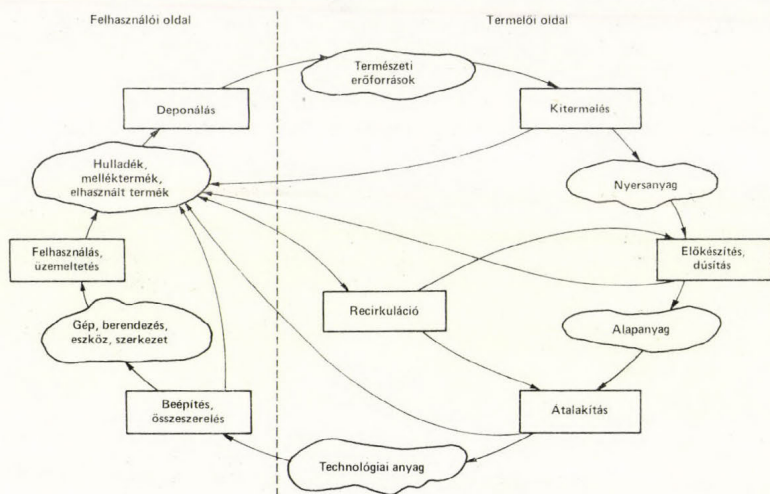 Felhasználói oldal
Termelői oldal
Természeti
erőforrások
Deponálás
Kitermelés
Hulladék,
melléktermék,
elhasznált termék
Nyersanyag
Felhasználás,
üzemeltetés
Előkészítés,
dúsítás
Recirkuláció
Gép, berendezés,
eszköz, szerkezet
Alapanyag
Beépítés,
összeszerelés
Átalakítás
Technológiai anyag